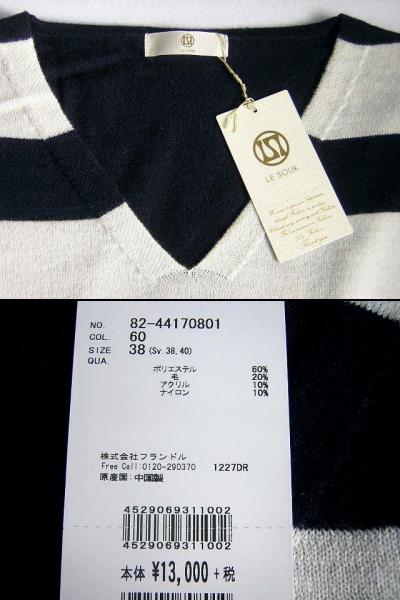 LE SOUK
LE SOUK
NO. 82-44170801
COL. 60
SIZE 38 (Sv. 38, 40)
QUA.
ポリエステル 60%
毛 20%
アクリル 10%
ナイロン 10%
株式会社フランドル
Free Call:0120-290370 1227DR
原産国:中国製
4529069311002
4529069311002
本体 ¥13,000+税